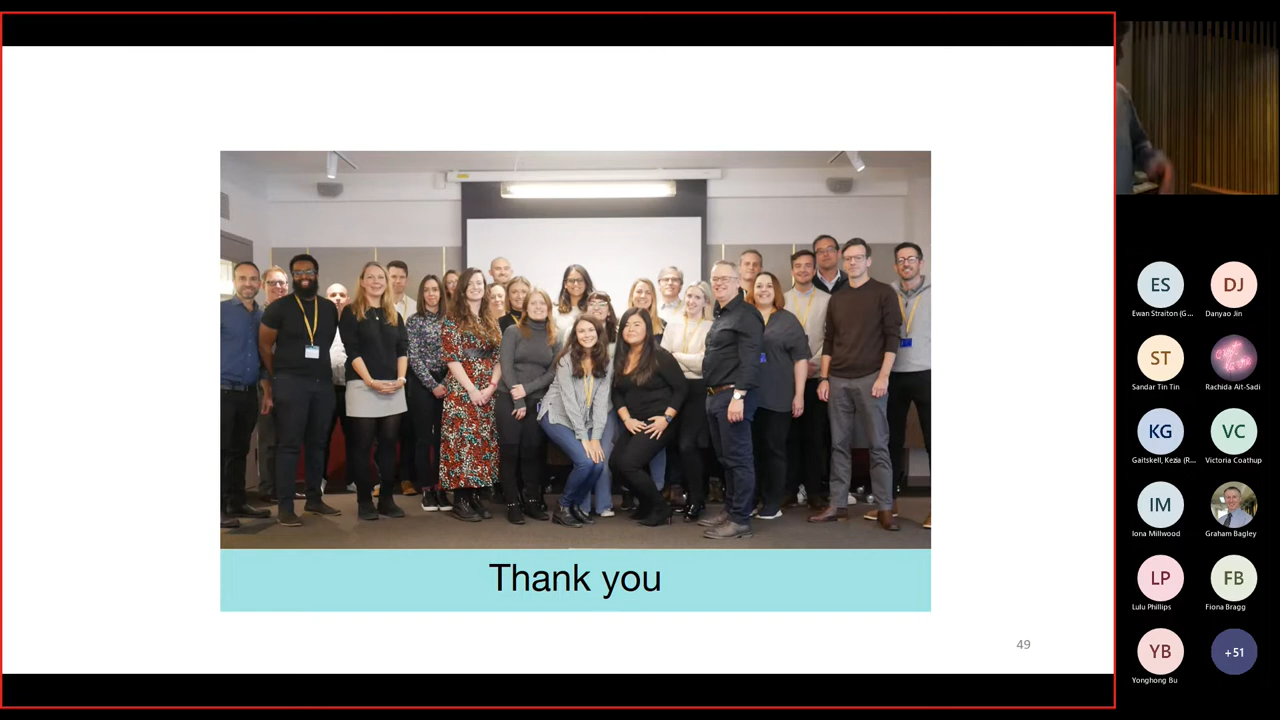 Thank you
49
ES
DJ
Ewan Straiton (G...
Danyao Jin
ST
Sandar Tin Tin
Rachida Ait-Sadi
KG
VC
Gaitskell, Kezia (R...
Victoria Coathup
IM
Iona Millwood
Graham Bagley
LP
FB
Lulu Phillips
Fiona Bragg
YB
+51
Yonghong Bu